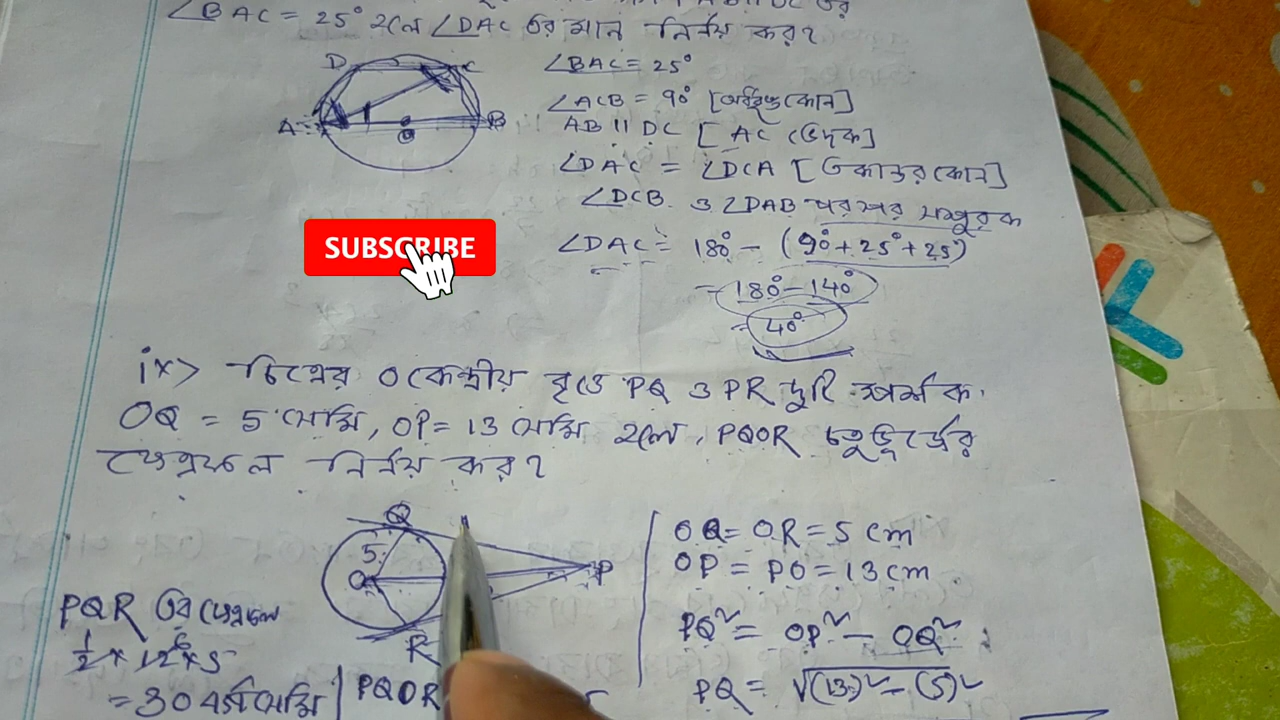 ∠BAC = 25° হলে ∠DAC এর মান নির্ণয় কর?
D C
A B
O
∠BAC = 25°
∠ACB = 90° [অর্ধবৃত্তস্থ কোন]
AB || DC [AC ছেদক]
∠DAC = ∠DCA [একান্তর কোন]
∠DCB ও ∠DAB পরস্পর সম্পূরক
∠DAC = 180° - (90° + 25° + 25°)
= 180° - 140°
= 40°
SUBSCRIBE
ix> চিত্রের O কেন্দ্রীয় বৃত্তে PQ ও PR দুটি স্পর্শক.
OQ = 5 সেমি, OP = 13 সেমি হলে, PQOR চতুর্ভুজের
ক্ষেত্রফল নির্ণয় কর?
Q
5
O P
R
OQ = OR = 5 cm
OP = PO = 13 cm
PQ² = OP² - OQ²
PQ = √(13)² - (5)²
PQR এর ক্ষেত্রফল
1/2 × 12 6 × 5
= 30 বর্গ সেমি
PQOR